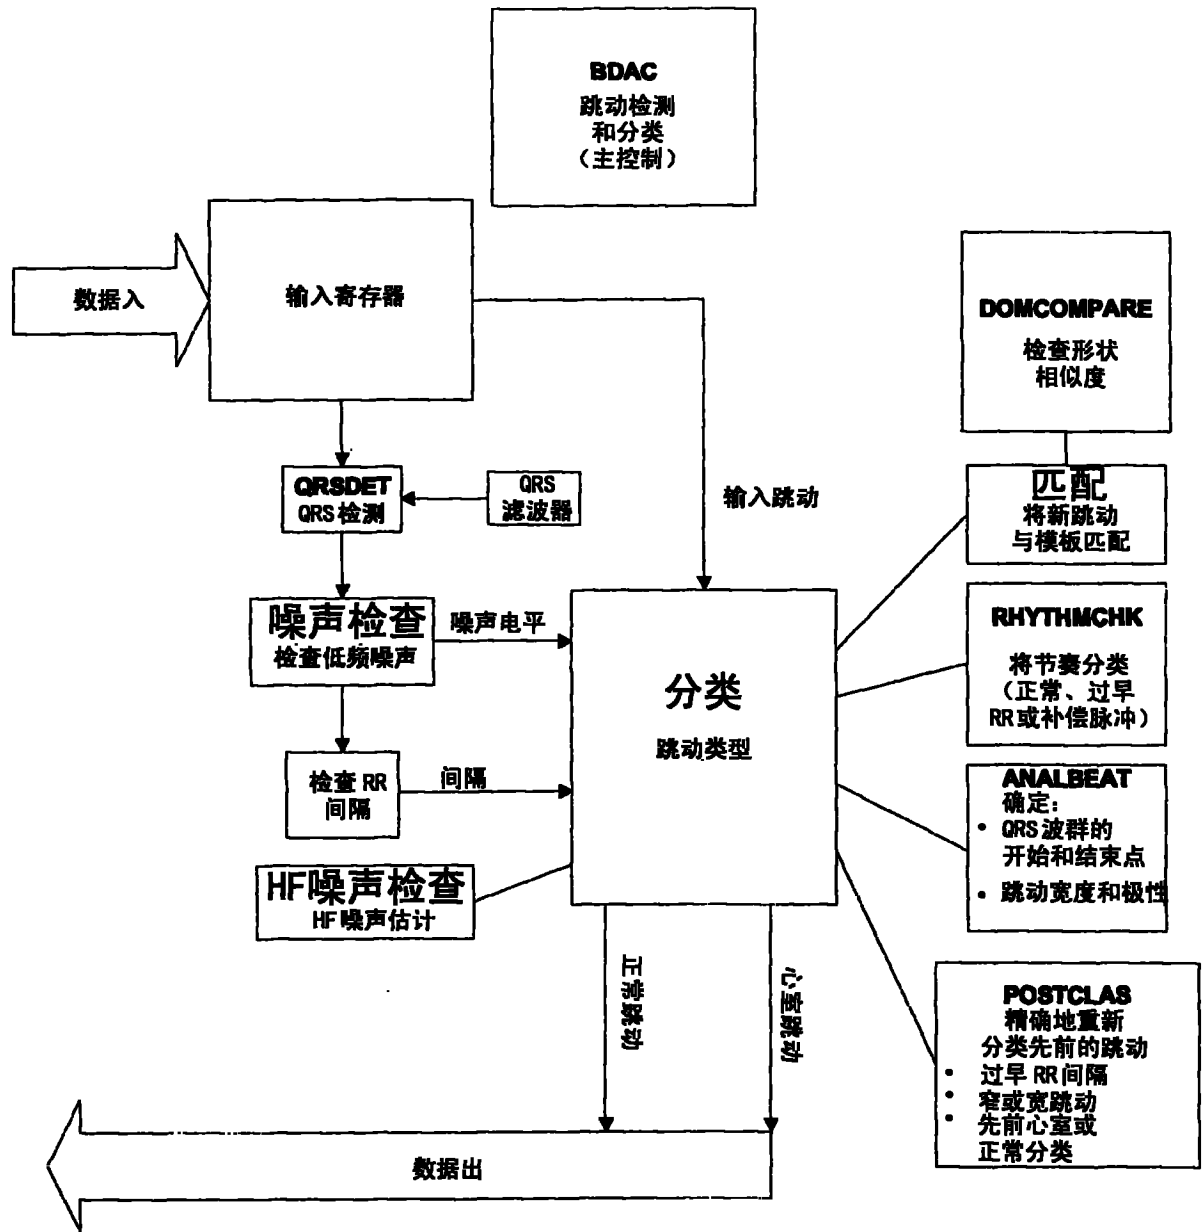 BDAC
跳动检测
和分类
（主控制）
数据入
输入寄存器
DOMCOMPARE
检查形状
相似度
QRSDET
QRS检测
QRS
滤波器
输入跳动
匹配
将新跳动
与模板匹配
噪声检查
检查低频噪声
噪声电平
分类
跳动类型
RHYTHMCHK
将节奏分类
（正常、过早
RR或补偿脉冲）
检查 RR
间隔
间隔
ANALBEAT
确定：
• QRS波群的
开始和结束点
• 跳动宽度和极性
HF噪声检查
HF噪声估计
正常跳动
心室跳动
POSTCLAS
精确地重新
分类先前的跳动
• 过早RR间隔
• 窄或宽跳动
• 先前心室或
正常分类
数据出